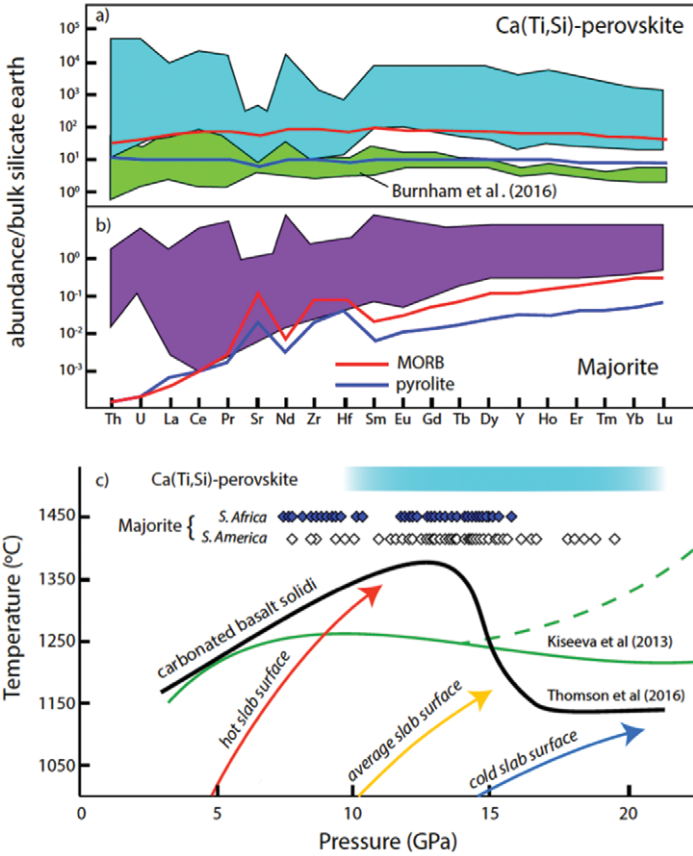 a)
Ca(Ti,Si)-perovskite
10⁵
10⁴
10³
10²
10¹
10⁰
Burnham et al. (2016)
abundance/bulk silicate earth
b)
10⁰
10⁻¹
10⁻²
10⁻³
MORB
pyrolite
Majorite
Th U La Ce Pr Sr Nd Zr Hf Sm Eu Gd Tb Dy Y Ho Er Tm Yb Lu
c) Ca(Ti,Si)-perovskite
Majorite { S. Africa
S. America
1450
1350
1250
1150
1050
Temperature (°C)
carbonated basalt solidi
hot slab surface
average slab surface
cold slab surface
Kiseeva et al (2013)
Thomson et al (2016)
0 5 10 15 20
Pressure (GPa)